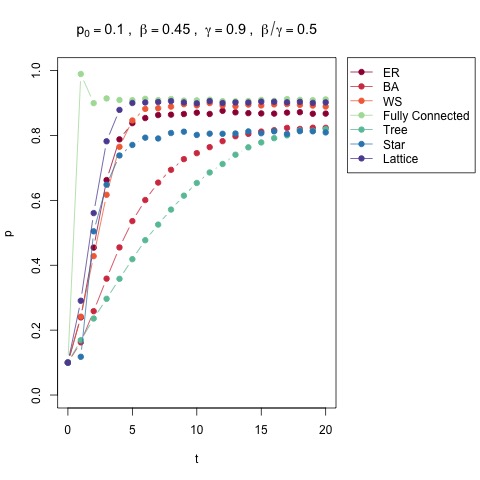 p₀ = 0.1 , β = 0.45 , γ = 0.9 , β/γ = 0.5
1.0
0.8
0.6
0.4
0.2
0.0
p
0 5 10 15 20
t
ER
BA
WS
Fully Connected
Tree
Star
Lattice